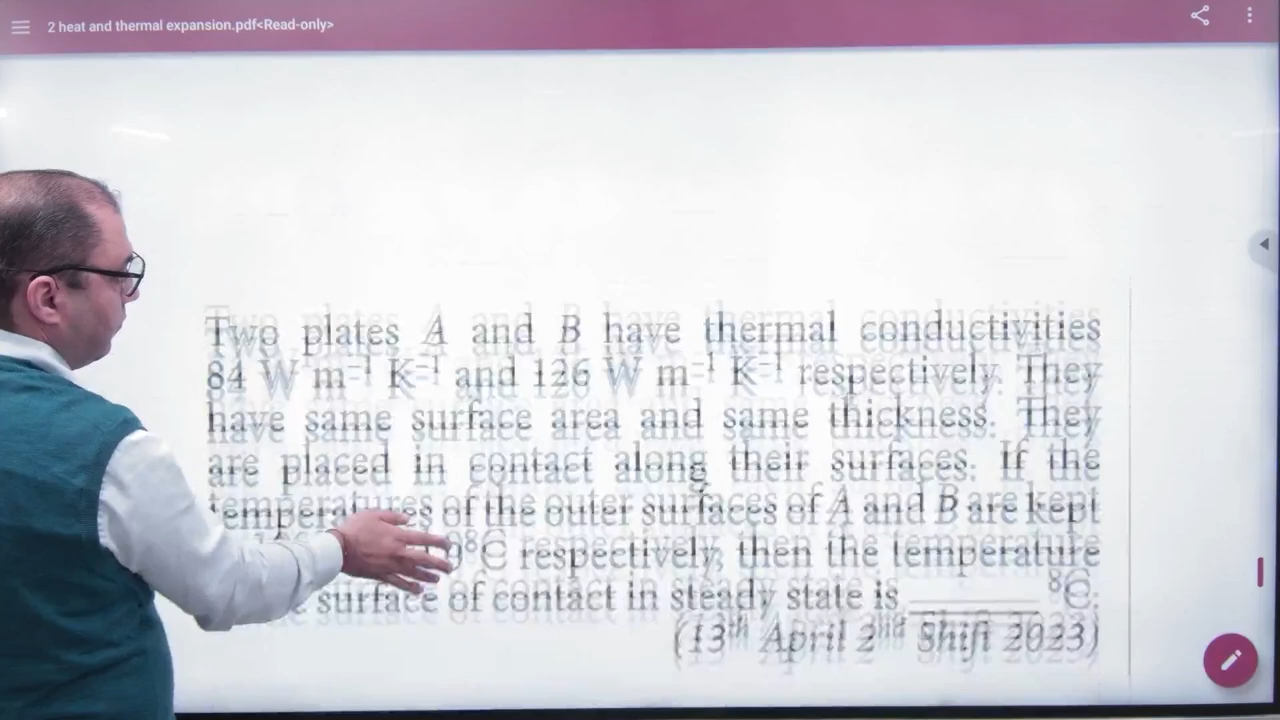 2 heat and thermal expansion.pdf<Read-only>
Two plates A and B have thermal conductivities
84 W m⁻¹ K⁻¹ and 126 W m⁻¹ K⁻¹ respectively. They
have same surface area and same thickness. They
are placed in contact along their surfaces. If the
temperatures of the outer surfaces of A and B are kept
°C respectively, then the temperature
surface of contact in steady state is ________ °C.
(13th April 2nd Shift 2023)